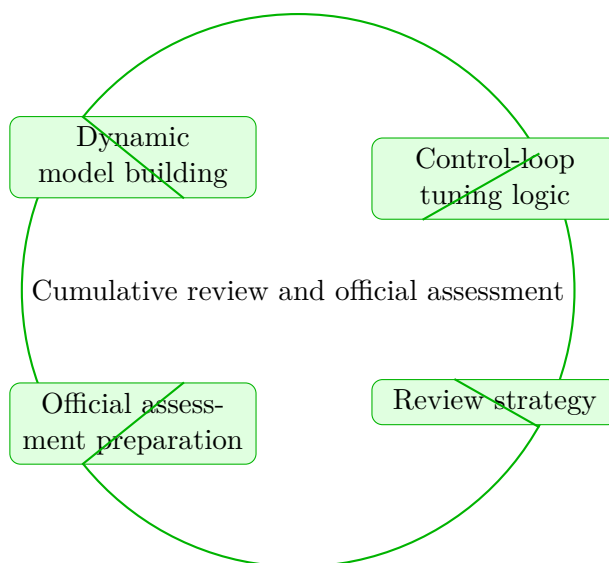 Dynamic
model building
Control-loop
tuning logic
Cumulative review and official assessment
Official assess-
ment preparation
Review strategy